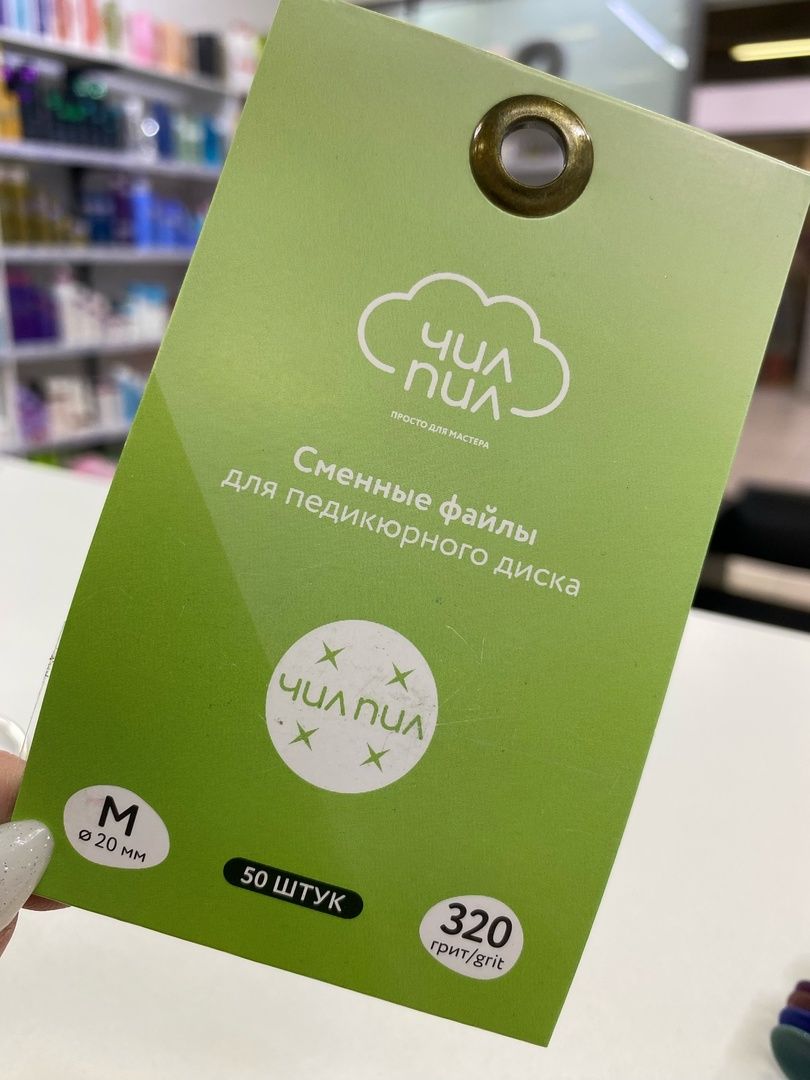 чил
пил
ПРОСТО ДЛЯ МАСТЕРА
Сменные файлы
для педикюрного диска
чил пил
М
ø 20 мм
50 ШТУК
320
грит/grit